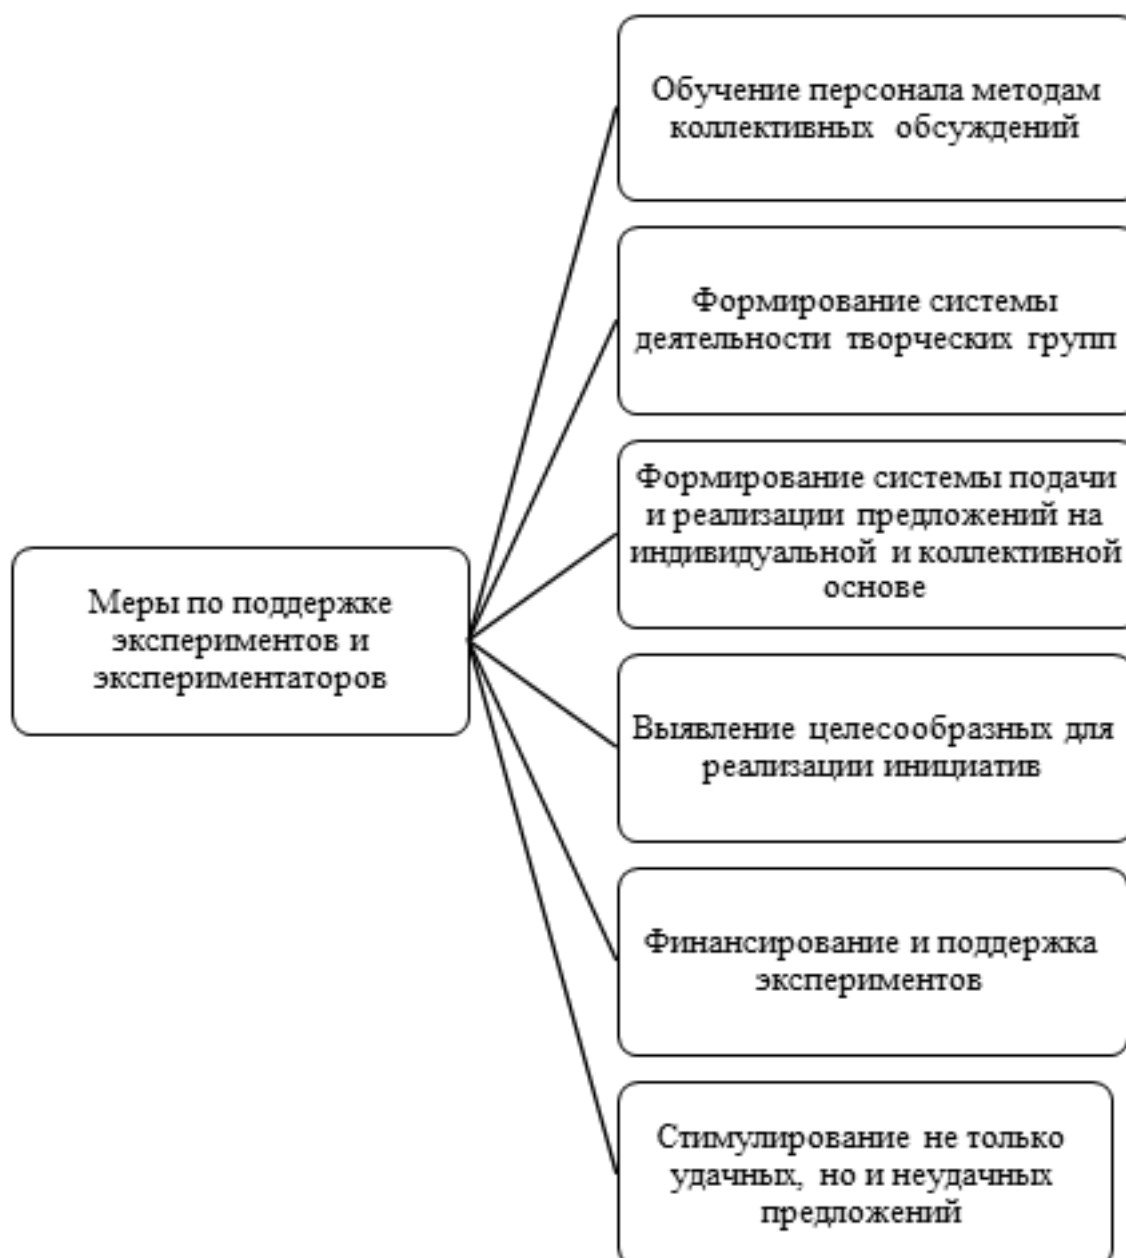 Обучение персонала методам
коллективных обсуждений
Формирование системы
деятельности творческих групп
Формирование системы подачи
и реализации предложений на
индивидуальной и коллективной
основе
Меры по поддержке
экспериментов и
экспериментаторов
Выявление целесообразных для
реализации инициатив
Финансирование и поддержка
экспериментов
Стимулирование не только
удачных, но и неудачных
предложений